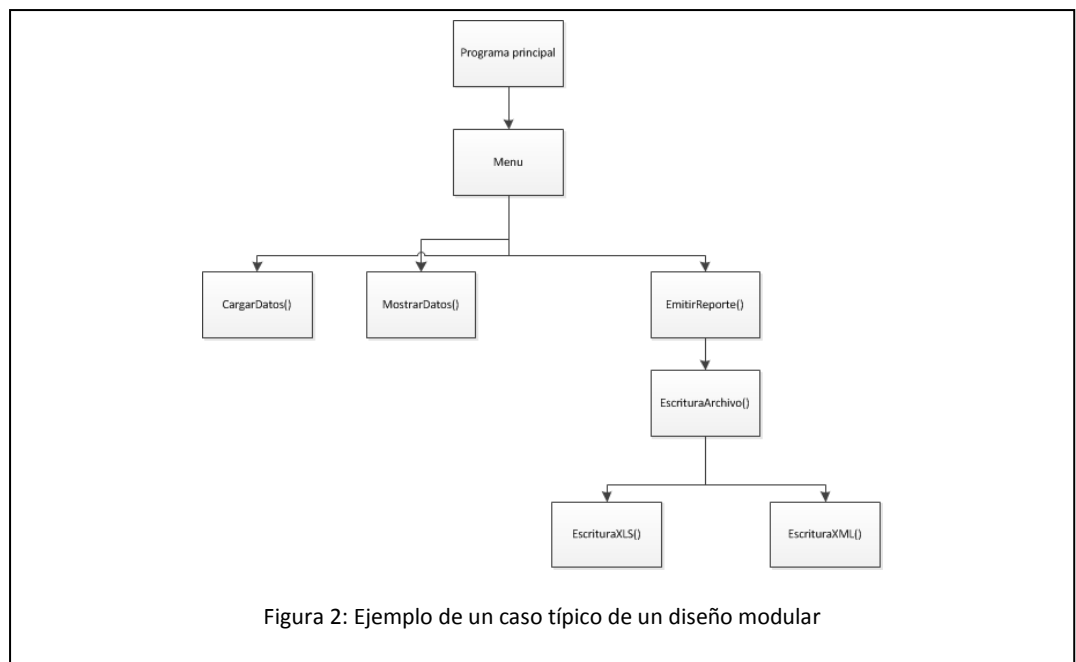 Programa principal
Menu
CargarDatos()
MostrarDatos()
EmitirReporte()
EscrituraArchivo()
EscrituraXLS()
EscrituraXML()
Figura 2: Ejemplo de un caso típico de un diseño modular